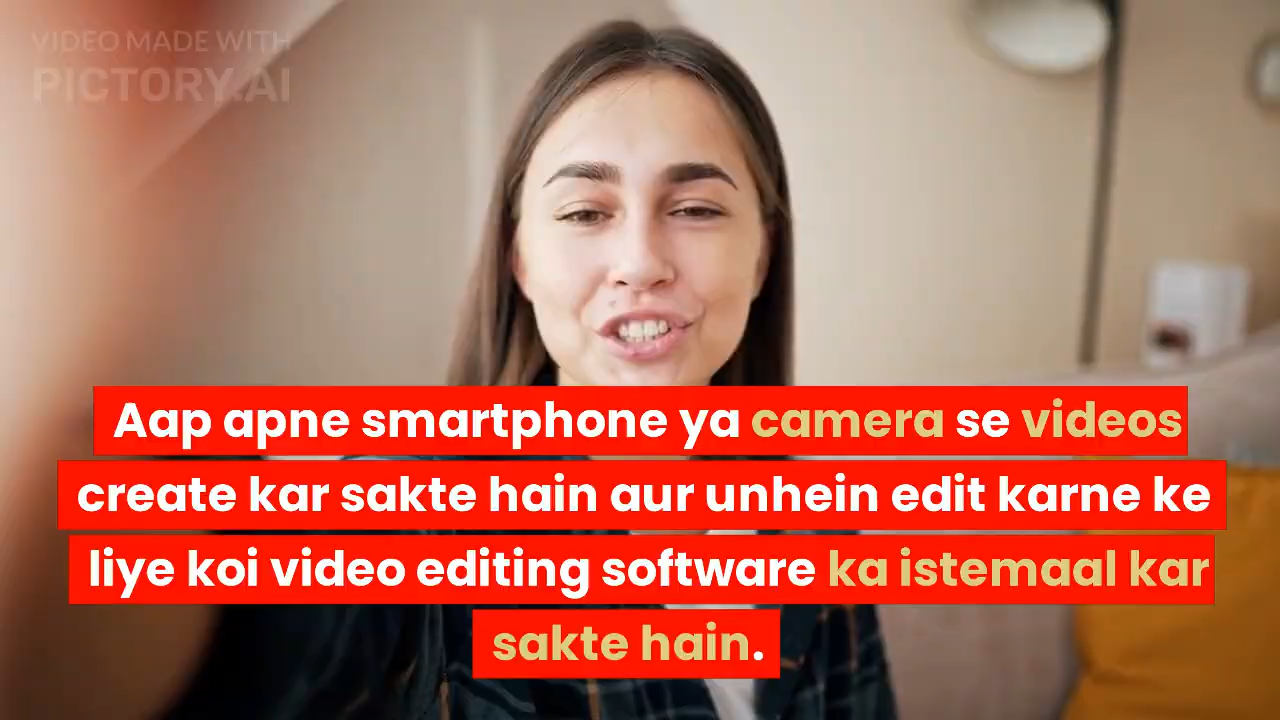 VIDEO MADE WITH
PICTORY.AI
Aap apne smartphone ya camera se videos
create kar sakte hain aur unhein edit karne ke
liye koi video editing software ka istemaal kar
sakte hain.